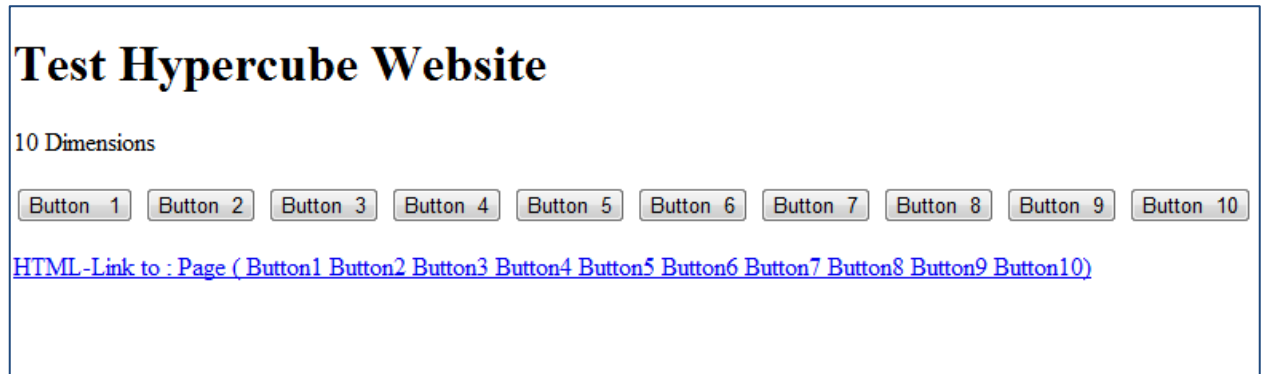 Test Hypercube Website
10 Dimensions
Button 1 Button 2 Button 3 Button 4 Button 5 Button 6 Button 7 Button 8 Button 9 Button 10
HTML-Link to : Page ( Button1 Button2 Button3 Button4 Button5 Button6 Button7 Button8 Button9 Button10)